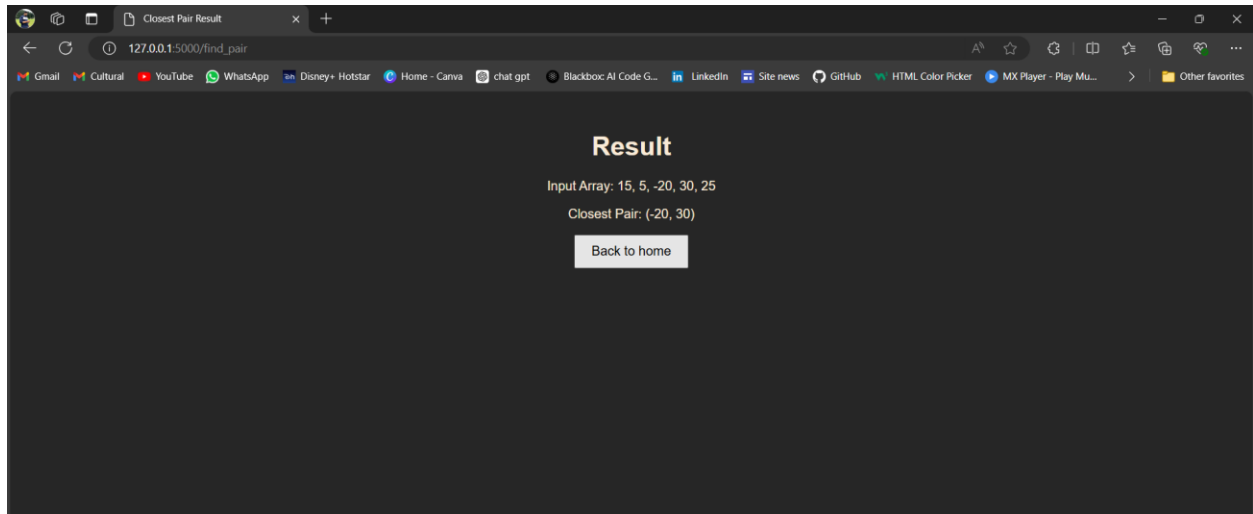 Closest Pair Result
127.0.0.1:5000/find_pair
Gmail Cultural YouTube WhatsApp Disney+ Hotstar Home - Canva chat gpt Blackbox: AI Code G... LinkedIn Site news GitHub HTML Color Picker MX Player - Play Mu... Other favorites
Result
Input Array: 15, 5, -20, 30, 25
Closest Pair: (-20, 30)
Back to home